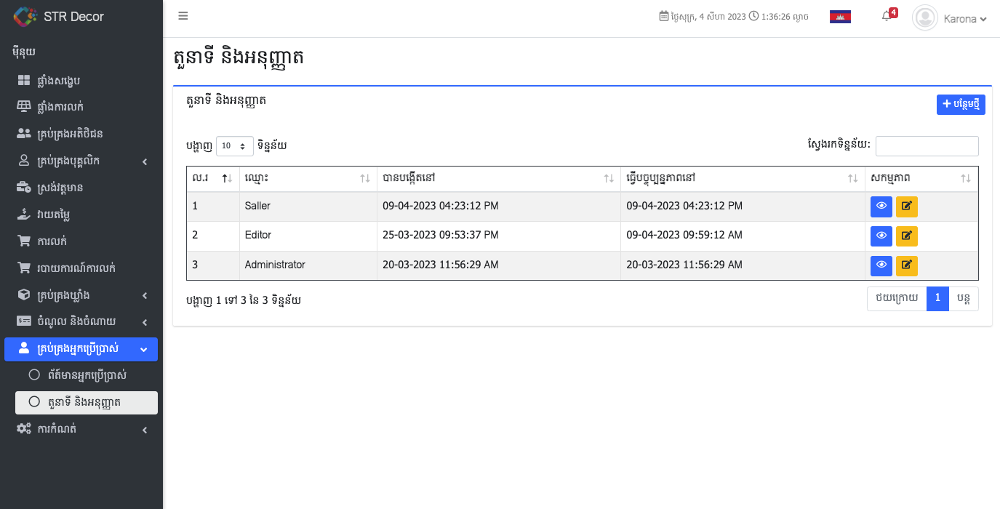 STR Decor
ថ្ងៃសុក្រ, 4 សីហា 2023 1:36:26 ល្ងាច
4
Karona
ម៉ីនុយ
ផ្ទាំងសង្ខេប
ផ្ទាំងការលក់
គ្រប់គ្រងអតិថិជន
គ្រប់គ្រងបុគ្គលិក
ស្រង់វត្តមាន
វាយតម្លៃ
ការលក់
របាយការណ៍ការលក់
គ្រប់គ្រងឃ្លាំង
ចំណូល និងចំណាយ
គ្រប់គ្រងអ្នកប្រើប្រាស់
ព័ត៍មានអ្នកប្រើប្រាស់
តួនាទី និងអនុញ្ញាត
ការកំណត់
តួនាទី និងអនុញ្ញាត
តួនាទី និងអនុញ្ញាត
បន្ថែមថ្មី
បង្ហាញ 10 ទិន្នន័យ
ស្វែងរកទិន្នន័យ:
ល.រ ឈ្មោះ បានបង្កើតនៅ ធ្វើបច្ចុប្បន្នភាពនៅ សកម្មភាព
1 Saller 09-04-2023 04:23:12 PM 09-04-2023 04:23:12 PM
2 Editor 25-03-2023 09:53:37 PM 09-04-2023 09:59:12 AM
3 Administrator 20-03-2023 11:56:29 AM 20-03-2023 11:56:29 AM
បង្ហាញ 1 ទៅ 3 នៃ 3 ទិន្នន័យ
ថយក្រោយ 1 បន្ត